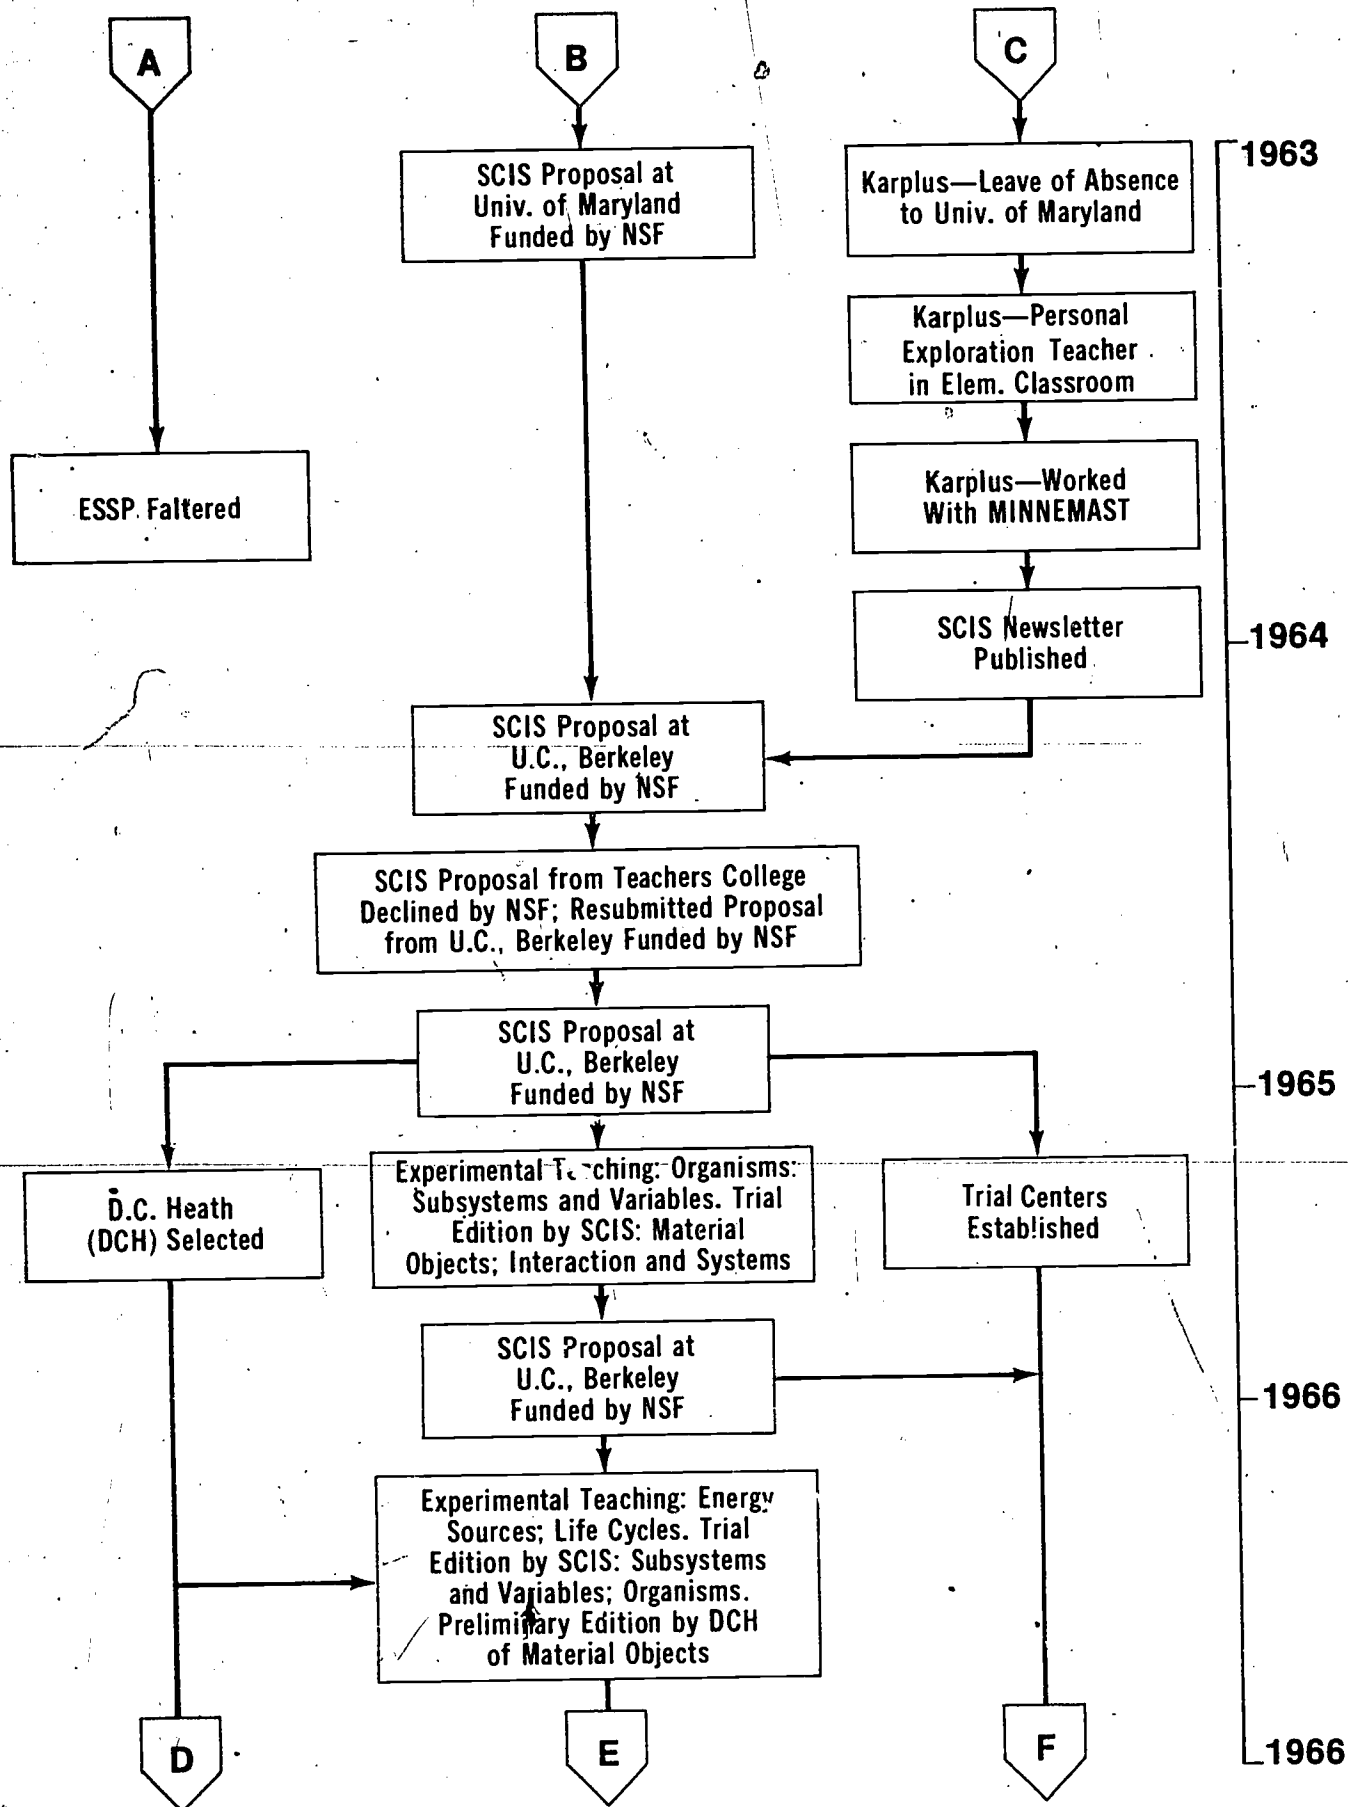 A
B
C
1963
SCIS Proposal at
Univ. of Maryland
Funded by NSF
Karplus—Leave of Absence
to Univ. of Maryland
Karplus—Personal
Exploration Teacher
in Elem. Classroom
ESSP Faltered
Karplus—Worked
With MINNEMAST
SCIS Newsletter
Published
1964
SCIS Proposal at
U.C., Berkeley
Funded by NSF
SCIS Proposal from Teachers College
Declined by NSF; Resubmitted Proposal
from U.C., Berkeley Funded by NSF
SCIS Proposal at
U.C., Berkeley
Funded by NSF
1965
D.C. Heath
(DCH) Selected
Experimental Teaching: Organisms:
Subsystems and Variables. Trial
Edition by SCIS: Material
Objects; Interaction and Systems
Trial Centers
Established
SCIS Proposal at
U.C., Berkeley
Funded by NSF
1966
Experimental Teaching: Energy
Sources; Life Cycles. Trial
Edition by SCIS: Subsystems
and Variables; Organisms.
Preliminary Edition by DCH
of Material Objects
D
E
F
1966